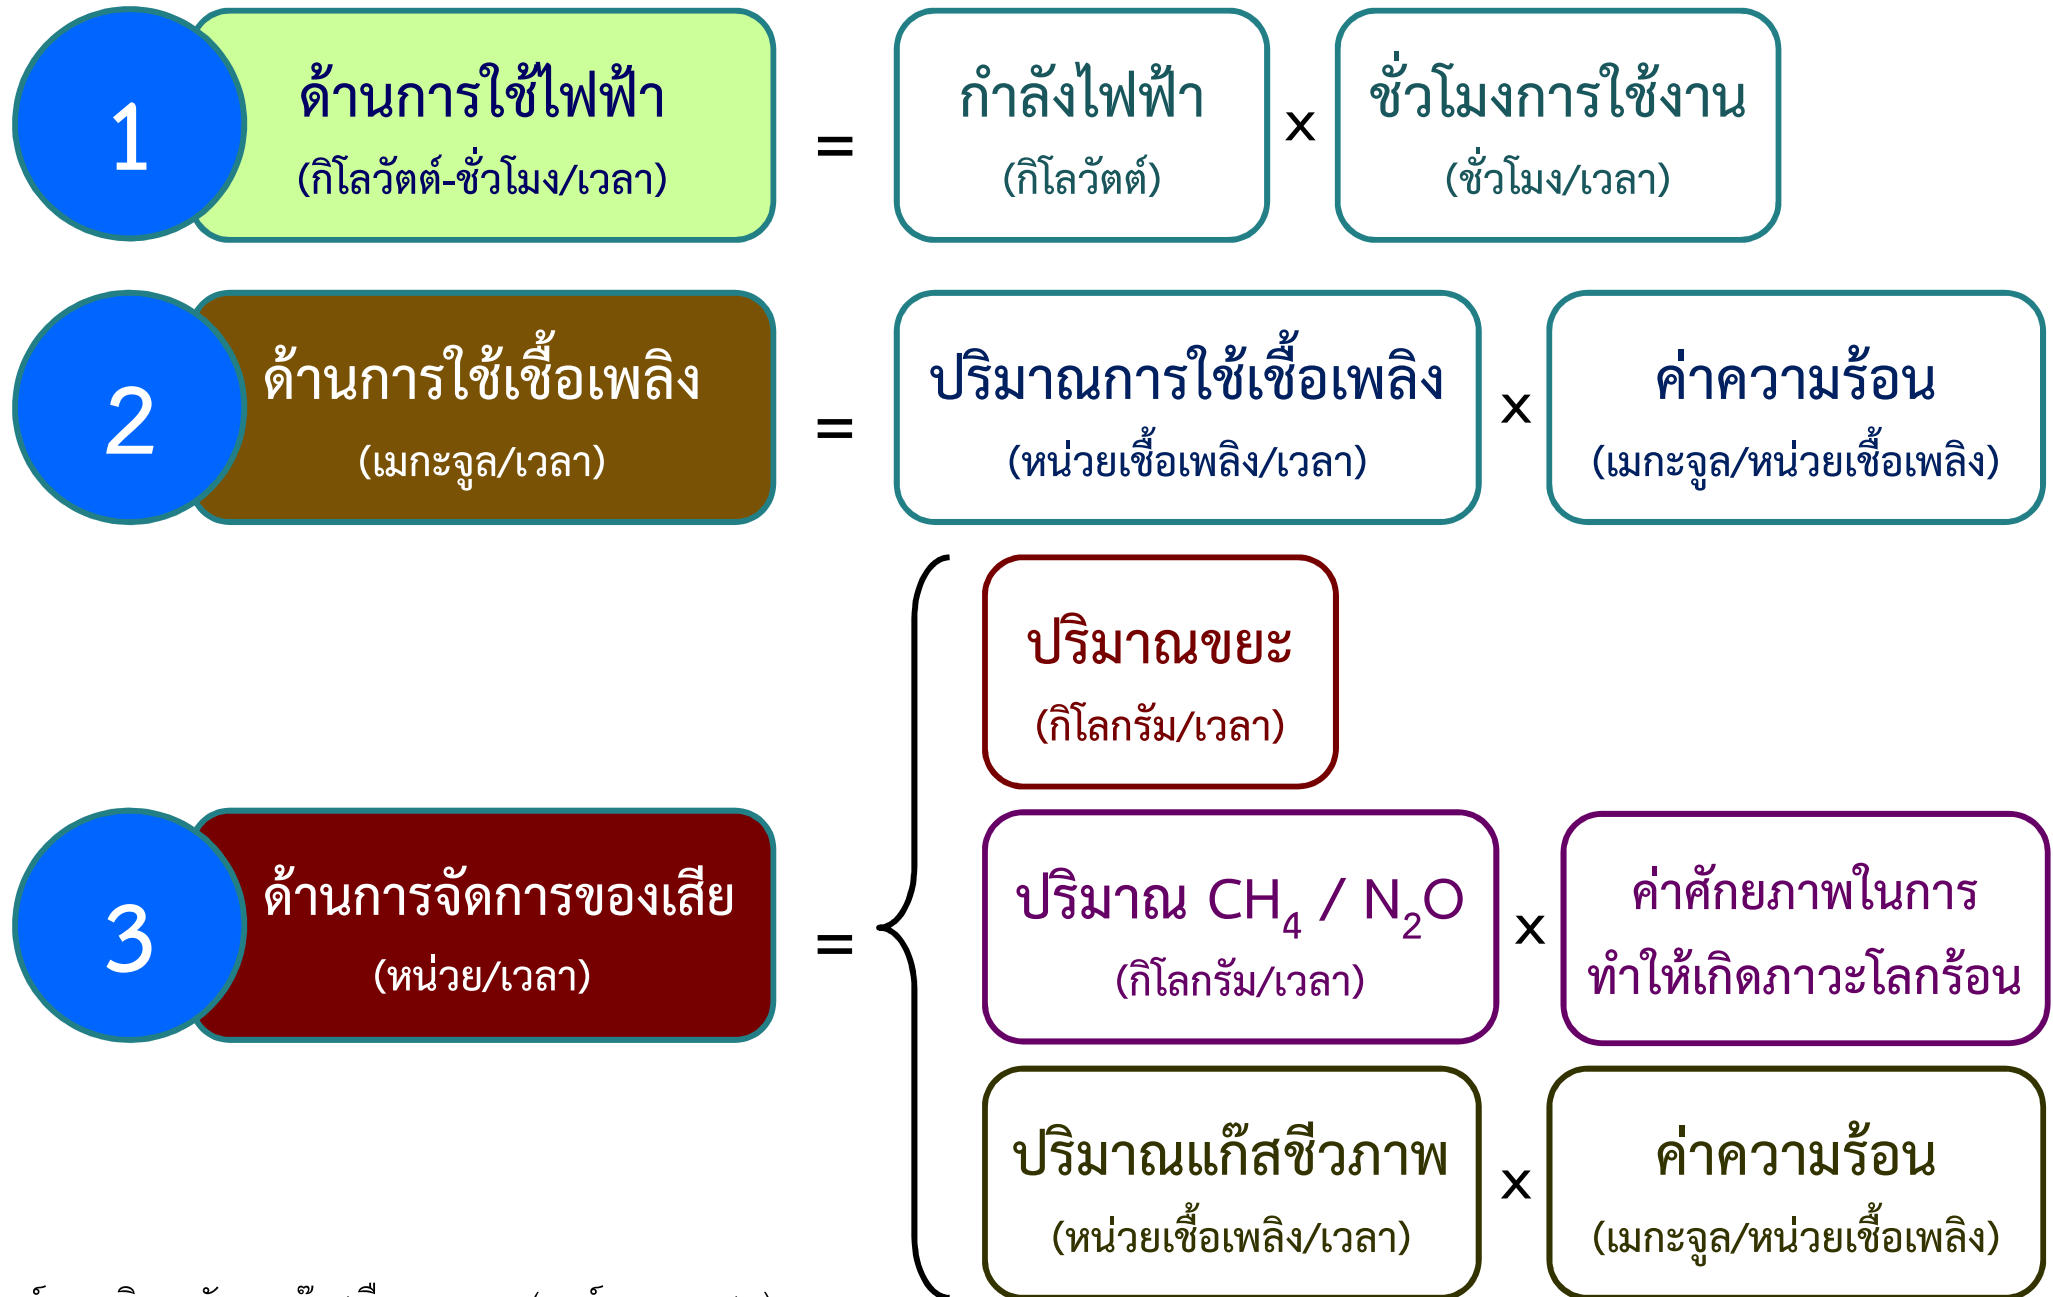 1
ด้านการใช้ไฟฟ้า
(กิโลวัตต์-ชั่วโมง/เวลา)
=
กำลังไฟฟ้า
(กิโลวัตต์)
x
ชั่วโมงการใช้งาน
(ชั่วโมง/เวลา)
2
ด้านการใช้เชื้อเพลิง
(เมกะจูล/เวลา)
=
ปริมาณการใช้เชื้อเพลิง
(หน่วยเชื้อเพลิง/เวลา)
x
ค่าความร้อน
(เมกะจูล/หน่วยเชื้อเพลิง)
3
ด้านการจัดการของเสีย
(หน่วย/เวลา)
=
ปริมาณขยะ
(กิโลกรัม/เวลา)
ปริมาณ CH₄ / N₂O
(กิโลกรัม/เวลา)
x
ค่าศักยภาพในการ
ทำให้เกิดภาวะโลกร้อน
ปริมาณแก๊สชีวภาพ
(หน่วยเชื้อเพลิง/เวลา)
x
ค่าความร้อน
(เมกะจูล/หน่วยเชื้อเพลิง)